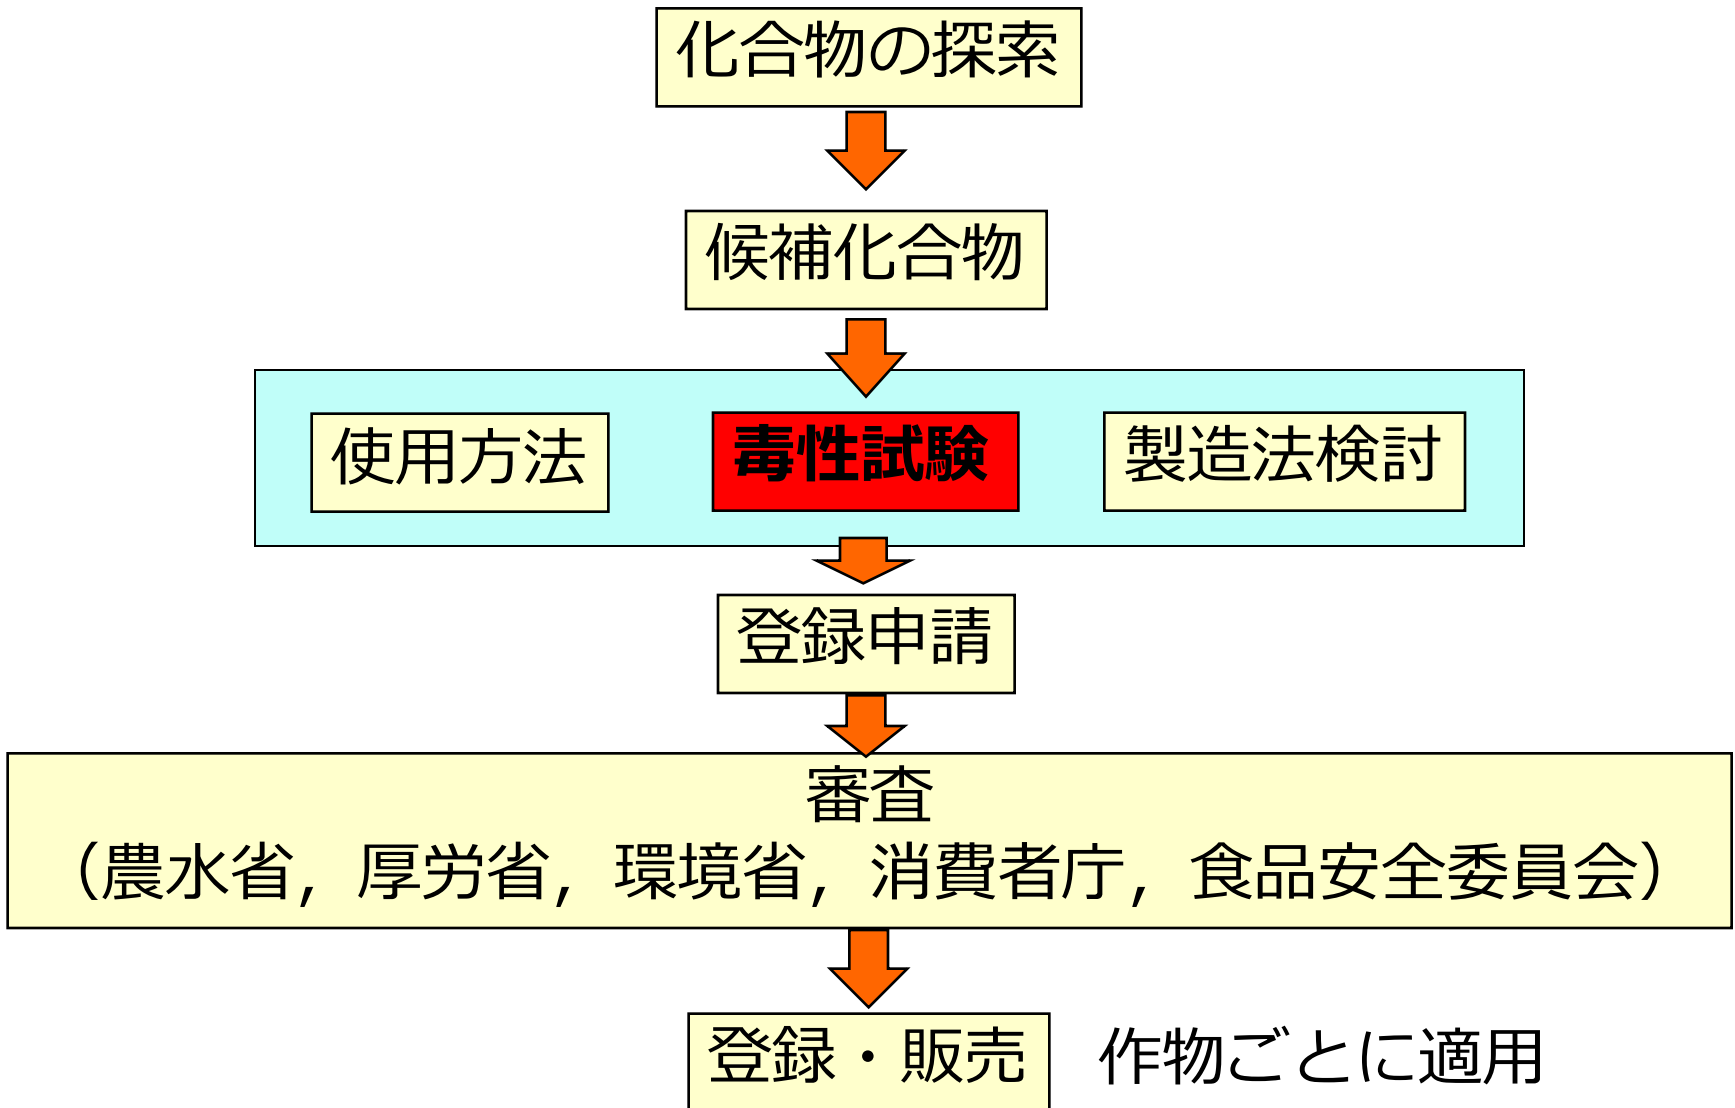 化合物の探索
候補化合物
使用方法
毒性試験
製造法検討
登録申請
審査
（農水省，厚労省，環境省，消費者庁，食品安全委員会）
登録・販売
作物ごとに適用